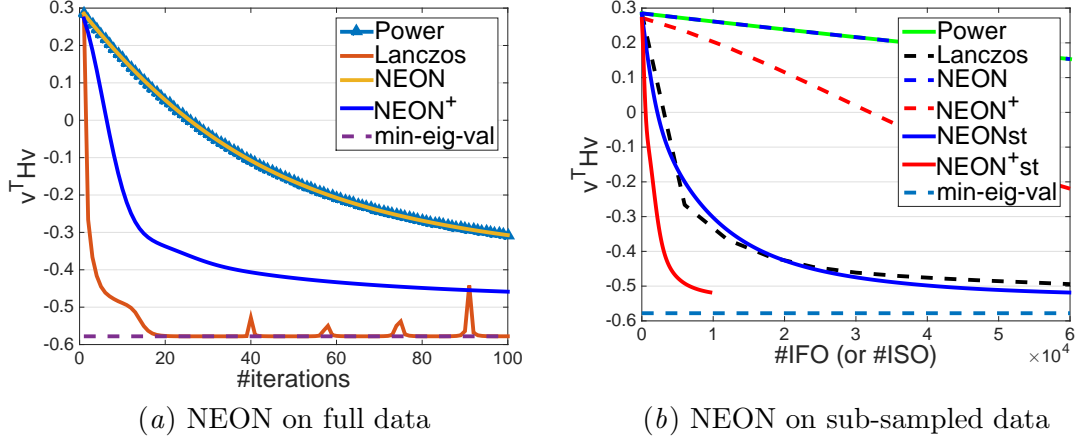 0.3
0.2
0.1
0
-0.1
-0.2
-0.3
-0.4
-0.5
-0.6
v^T Hv
0
20
40
60
80
100
#iterations
Power
Lanczos
NEON
NEON^+
min-eig-val
(a) NEON on full data
0.3
0.2
0.1
0
-0.1
-0.2
-0.3
-0.4
-0.5
-0.6
v^T Hv
0
1
2
3
4
5
6
×10^4
#IFO (or #ISO)
Power
Lanczos
NEON
NEON^+
NEONst
NEON^+st
min-eig-val
(b) NEON on sub-sampled data